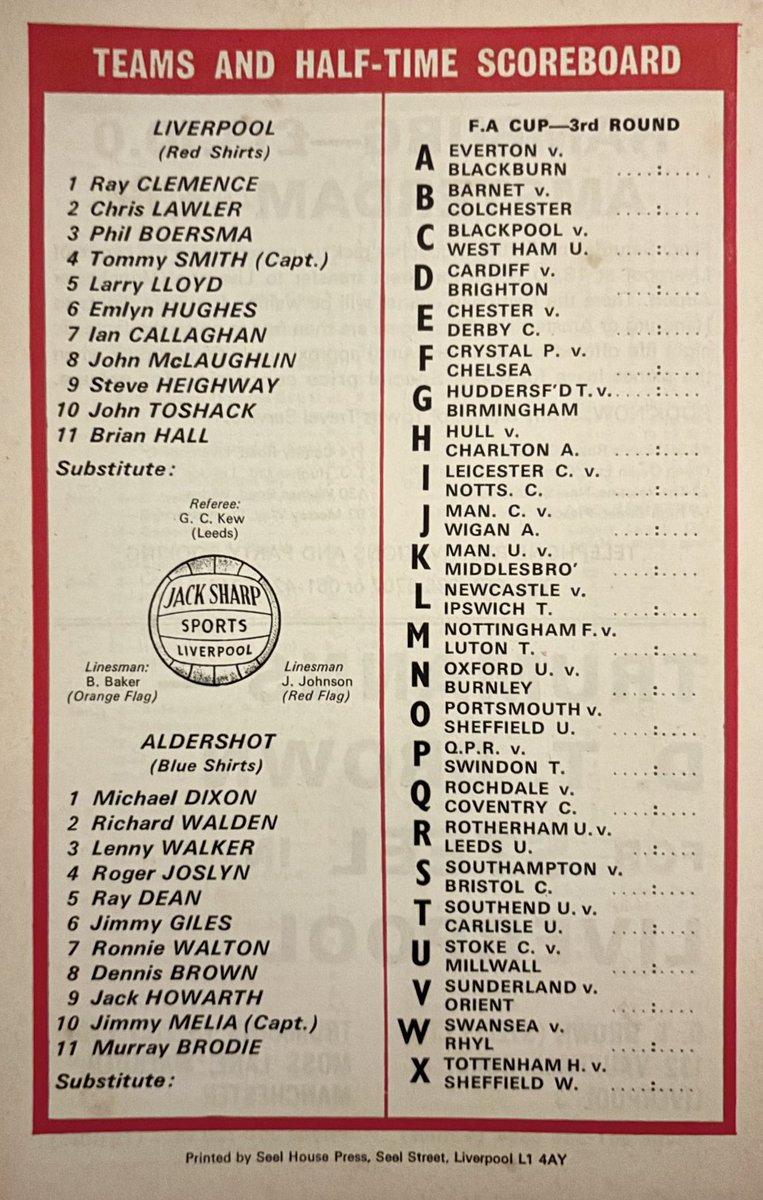 TEAMS AND HALF-TIME SCOREBOARD
LIVERPOOL
(Red Shirts)
1 Ray CLEMENCE
2 Chris LAWLER
3 Phil BOERSMA
4 Tommy SMITH (Capt.)
5 Larry LLOYD
6 Emlyn HUGHES
7 Ian CALLAGHAN
8 John McLAUGHLIN
9 Steve HEIGHWAY
10 John TOSHACK
11 Brian HALL
Substitute:
Referee:
G. C. Kew
(Leeds)
JACK SHARP
SPORTS
LIVERPOOL
Linesman:
B. Baker
(Orange Flag)
Linesman
J. Johnson
(Red Flag)
ALDERSHOT
(Blue Shirts)
1 Michael DIXON
2 Richard WALDEN
3 Lenny WALKER
4 Roger JOSLYN
5 Ray DEAN
6 Jimmy GILES
7 Ronnie WALTON
8 Dennis BROWN
9 Jack HOWARTH
10 Jimmy MELIA (Capt.)
11 Murray BRODIE
Substitute:
F.A CUP—3rd ROUND
A EVERTON v.
BLACKBURN ....:.....
B BARNET v.
COLCHESTER ....:....
C BLACKPOOL v.
WEST HAM U. ....:....
D CARDIFF v.
BRIGHTON ....:....
E CHESTER v.
DERBY C. ....:....
F CRYSTAL P. v.
CHELSEA ....:....
G HUDDERSF'D T. v. ....:....
BIRMINGHAM
H HULL v.
CHARLTON A. ....:....
I LEICESTER C. v.
NOTTS. C. ....:....
J MAN. C. v.
WIGAN A. ....:....
K MAN. U. v.
MIDDLESBRO' ....:....
L NEWCASTLE v.
IPSWICH T. ....:....
M NOTTINGHAM F. v.
LUTON T. ....:....
N OXFORD U. v.
BURNLEY ....:....
O PORTSMOUTH v.
SHEFFIELD U. ....:....
P Q.P.R. v.
SWINDON T. ....:....
Q ROCHDALE v.
COVENTRY C. ....:....
R ROTHERHAM U. v.
LEEDS U. ...:....
S SOUTHAMPTON v.
BRISTOL C. ....:....
T SOUTHEND U. v.
CARLISLE U. ....:....
U STOKE C. v.
MILLWALL ....:....
V SUNDERLAND v.
ORIENT ....:....
W SWANSEA v.
RHYL ....:....
X TOTTENHAM H. v.
SHEFFIELD W. ....:....
Printed by Seel House Press, Seel Street, Liverpool L1 4AY